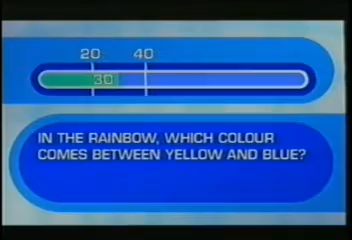 20 40
30
IN THE RAINBOW, WHICH COLOUR
COMES BETWEEN YELLOW AND BLUE?